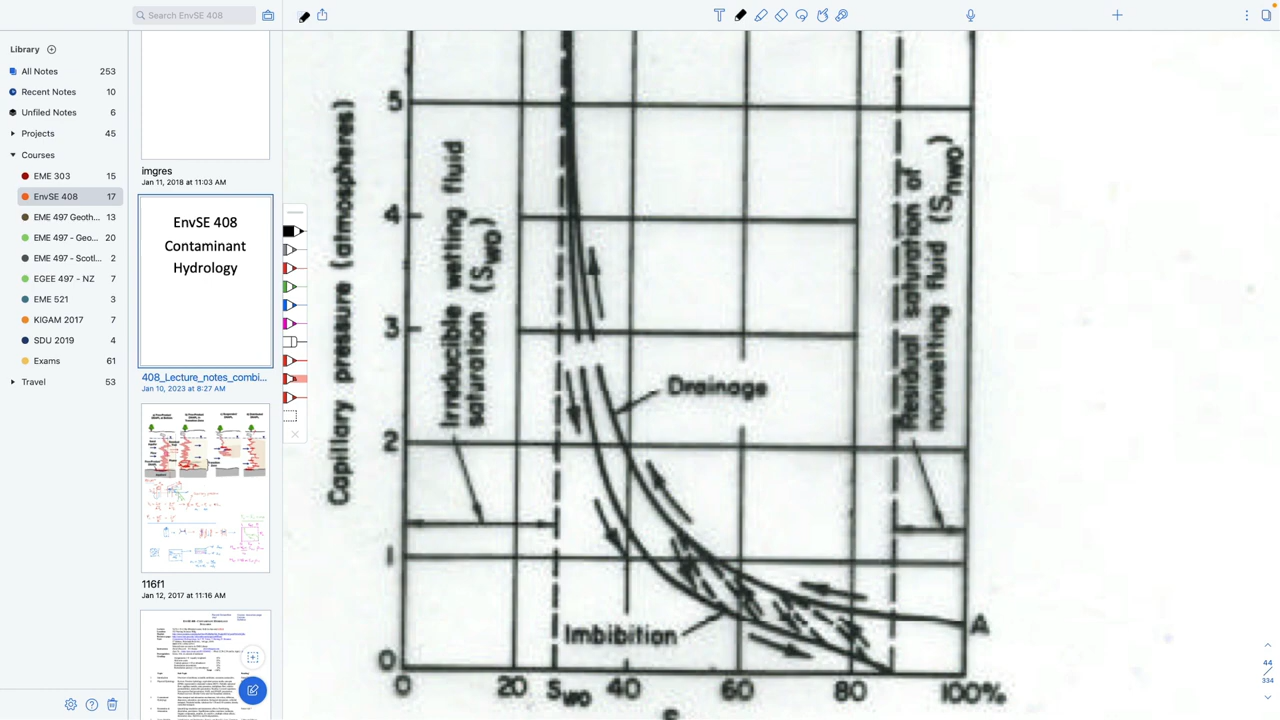 Search EnvSE 408
Library
All Notes 253
Recent Notes 10
Unfiled Notes 6
Projects 45
Courses
EME 303 15
EnvSE 408 17
EME 497 Geoth... 13
EME 497 - Geo... 20
EME 497 - Scotl... 2
EGEE 497 - NZ 7
EME 521 3
KIGAM 2017 7
SDU 2019 4
Exams 61
Travel 53
imgres
Jan 11, 2018 at 11:03 AM
EnvSE 408
Contaminant
Hydrology
408_Lecture_notes_combi...
Jan 10, 2023 at 8:27 AM
116f1
Jan 12, 2017 at 11:16 AM
Capillary pressure (atmospheres)
5
4
3
2
1
0
Irreducible wetting fluid
saturation (Swo)
Residual saturation of
nonwetting fluid (Snwo)
Drainage
Imbibition
A
0 20 Swo 60 80 100%
44
334